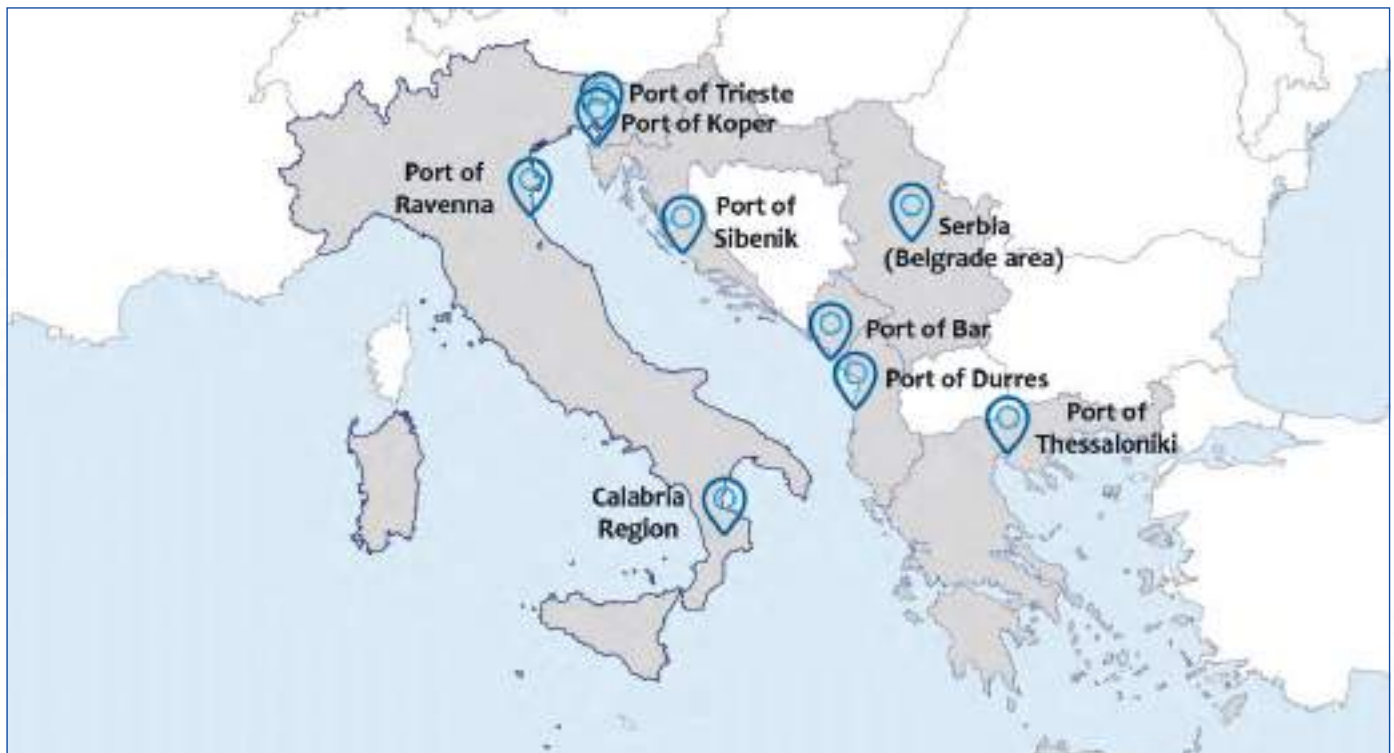 Port of Trieste
Port of Koper
Port of
Ravenna
Port of
Sibenik
Serbia
(Belgrade area)
Port of Bar
Port of Durres
Port of
Thessaloniki
Calabria
Region